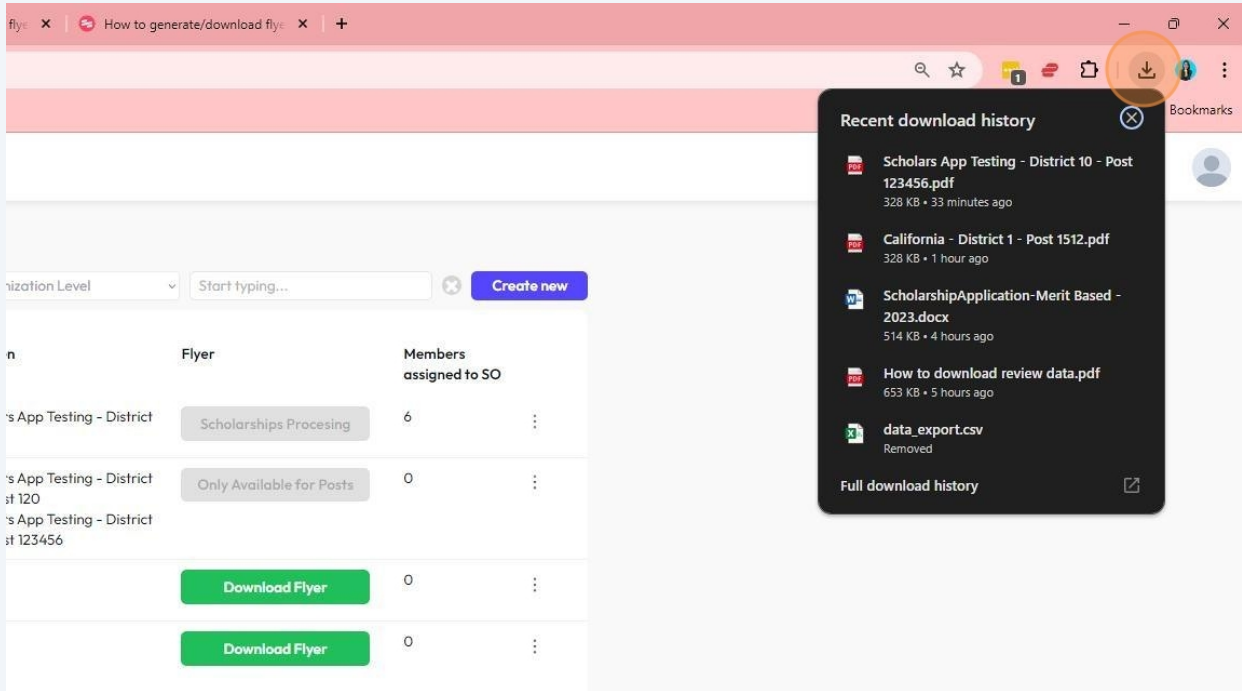 How to generate/download flye
1
Bookmarks
Recent download history
Scholars App Testing - District 10 - Post
123456.pdf
328 KB • 33 minutes ago
California - District 1 - Post 1512.pdf
328 KB • 1 hour ago
ScholarshipApplication-Merit Based -
2023.docx
514 KB • 4 hours ago
How to download review data.pdf
653 KB • 5 hours ago
data_export.csv
Removed
Full download history
nization Level
Start typing...
Create new
Flyer
Members
assigned to SO
rs App Testing - District
Scholarships Procesing
6
rs App Testing - District
st 120
rs App Testing - District
st 123456
Only Available for Posts
0
Download Flyer
0
Download Flyer
0